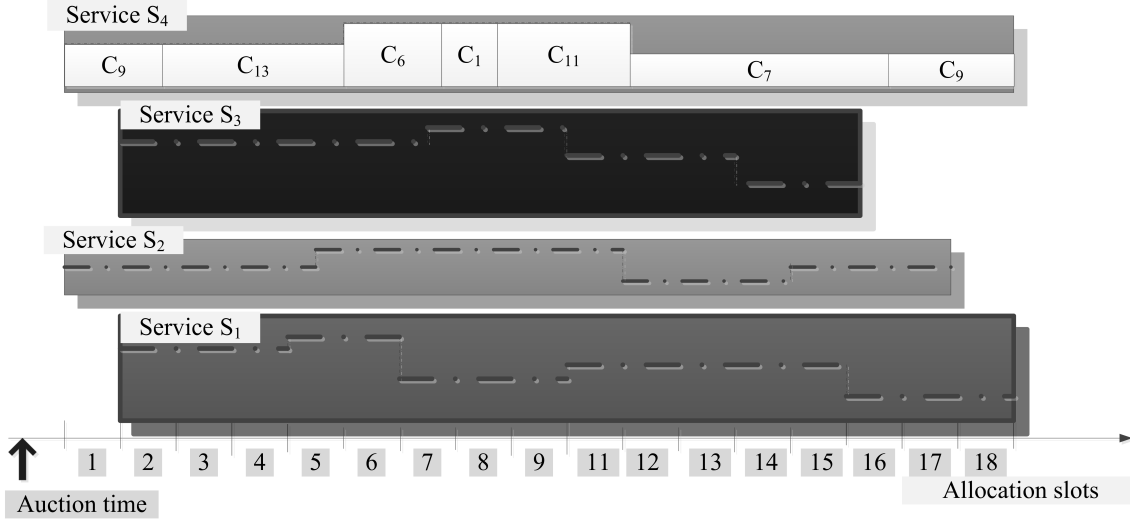 Service S₄
C₉ C₁₃ C₆ C₁ C₁₁ C₇ C₉
Service S₃
Service S₂
Service S₁
1 2 3 4 5 6 7 8 9 11 12 13 14 15 16 17 18
Allocation slots
Auction time